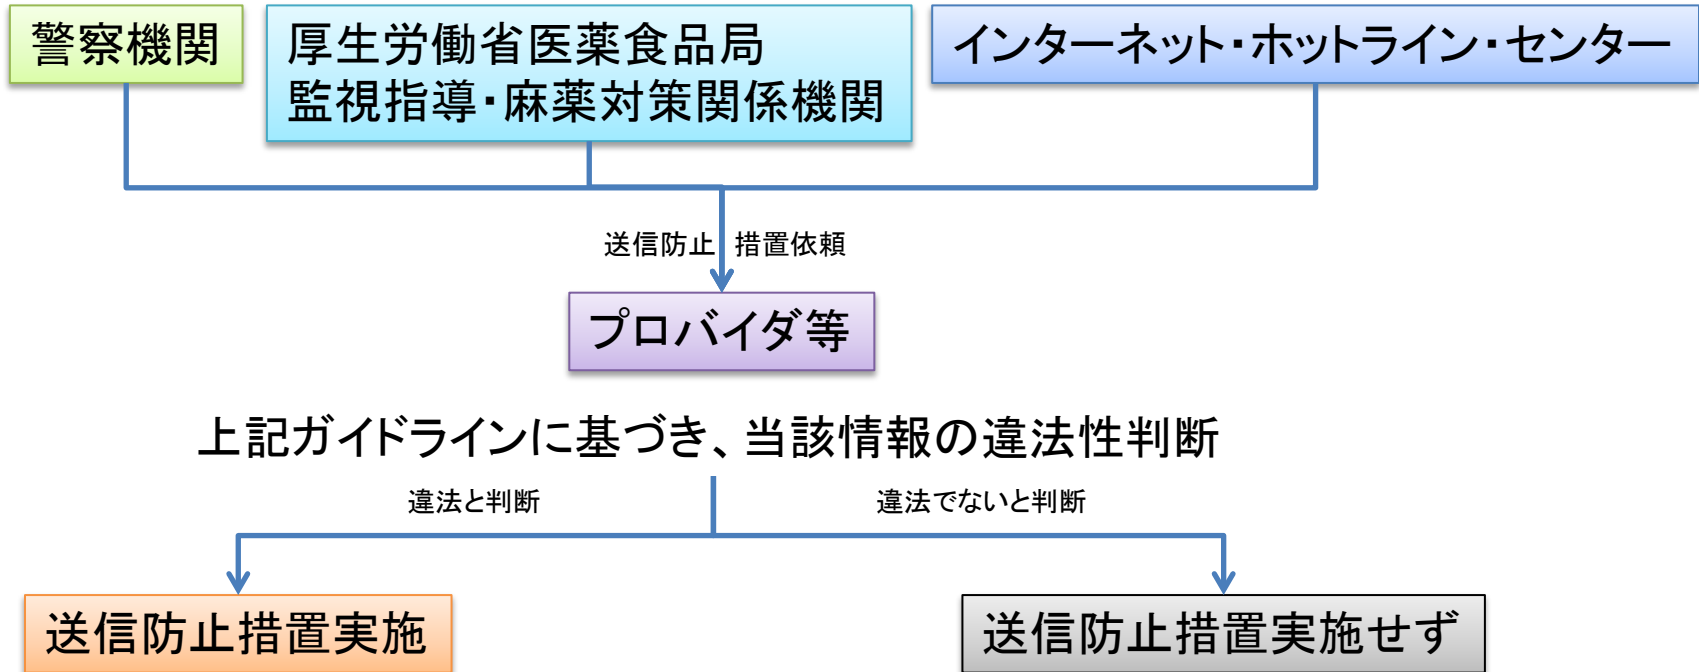 警察機関
厚生労働省医薬食品局
監視指導・麻薬対策関係機関
インターネット・ホットライン・センター
送信防止 措置依頼
プロバイダ等
上記ガイドラインに基づき、当該情報の違法性判断
違法と判断
違法でないと判断
送信防止措置実施
送信防止措置実施せず